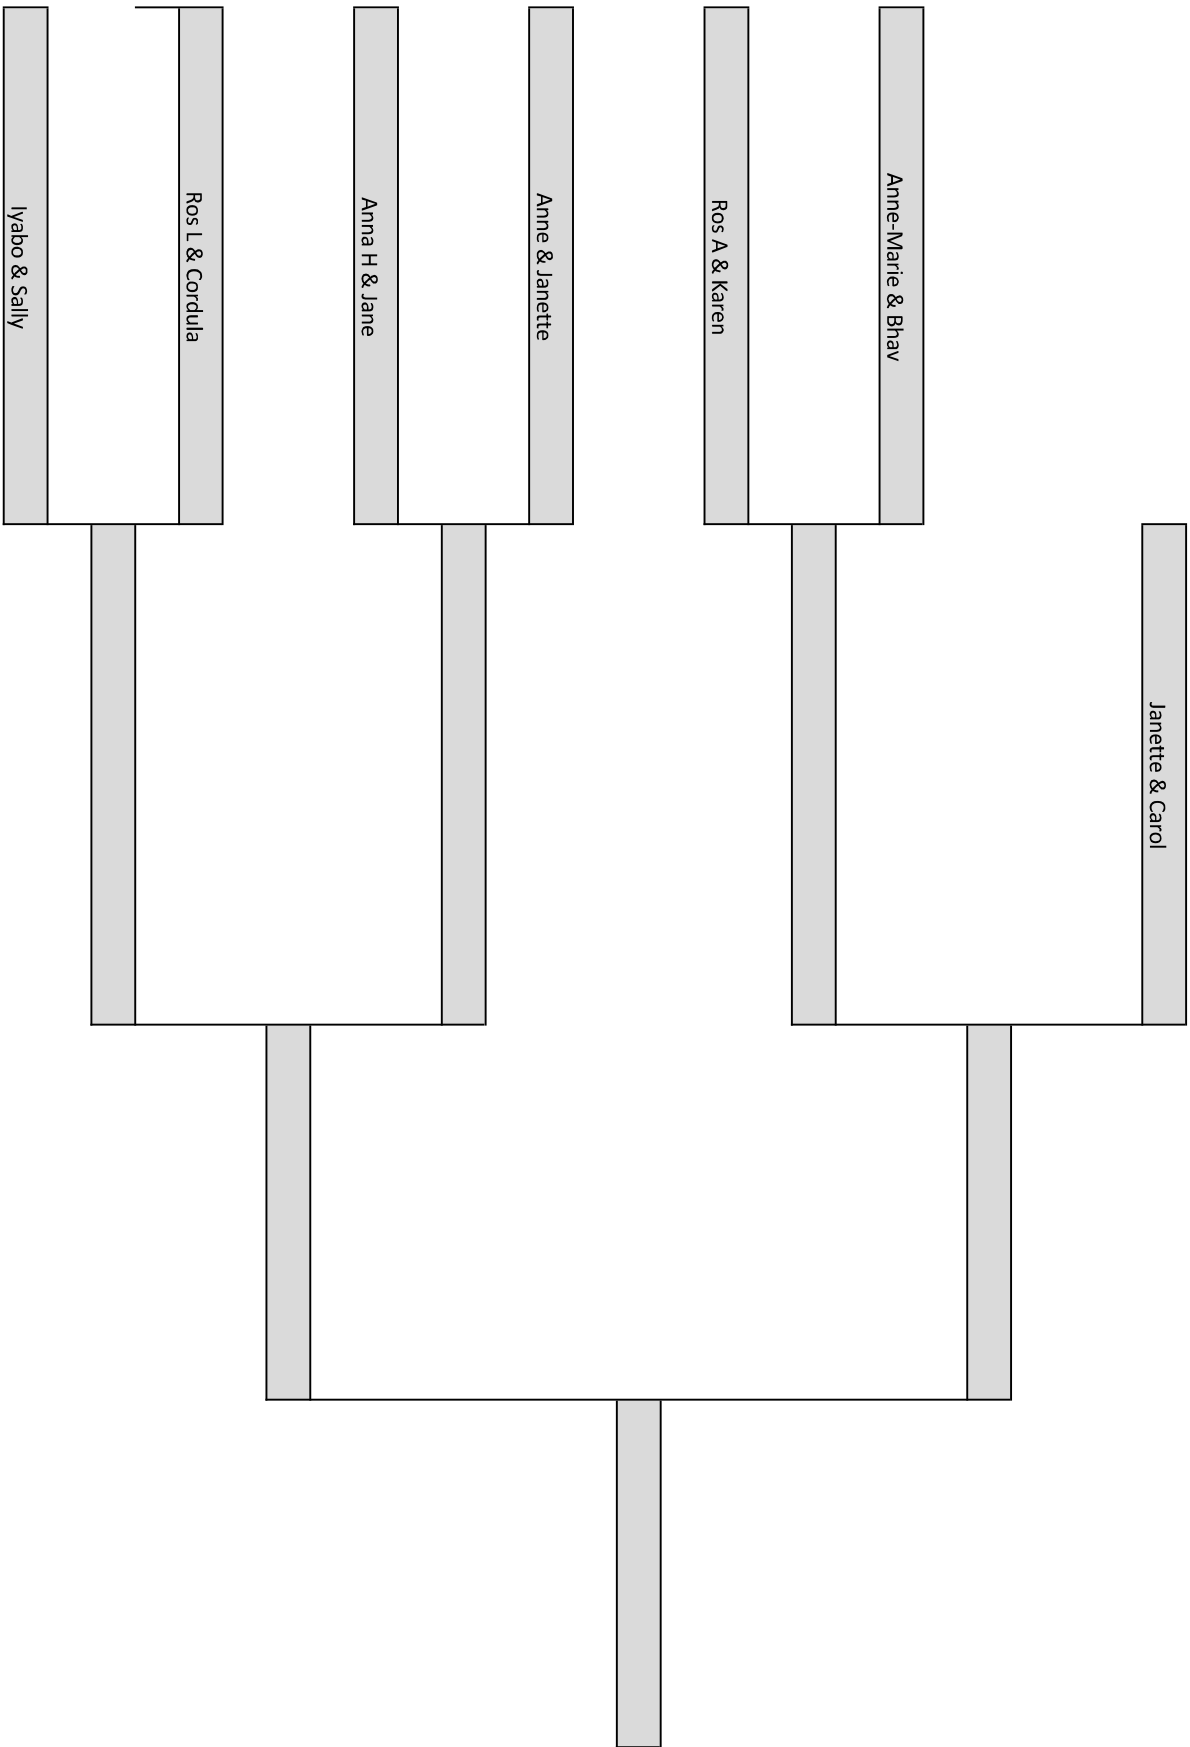 Janette & Carol
Anne-Marie & Bhav
Ros A & Karen
Anne & Janette
Anna H & Jane
Ros L & Cordula
Iyabo & Sally